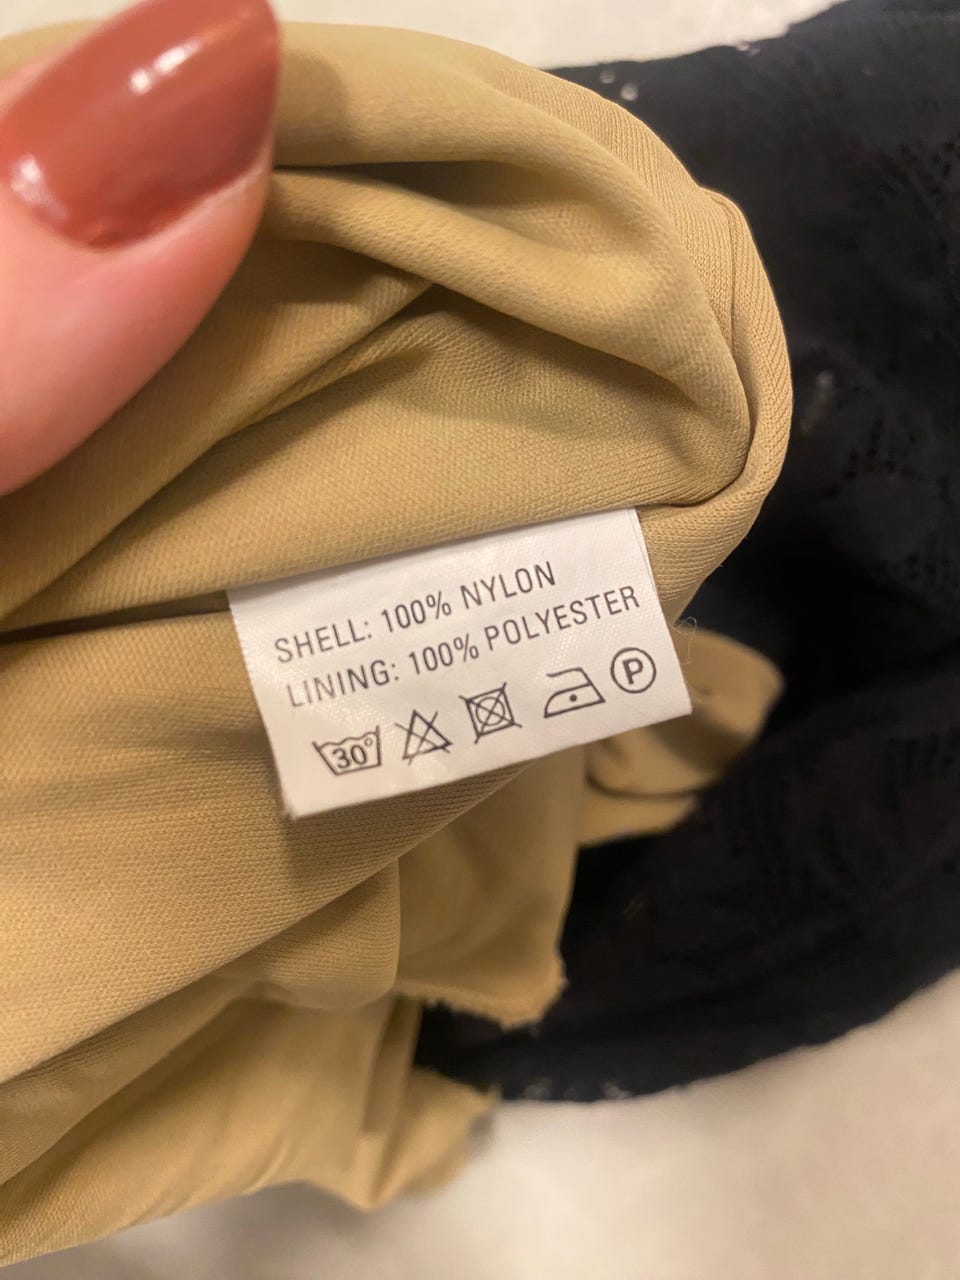 SHELL: 100% NYLON
LINING: 100% POLYESTER
30° P